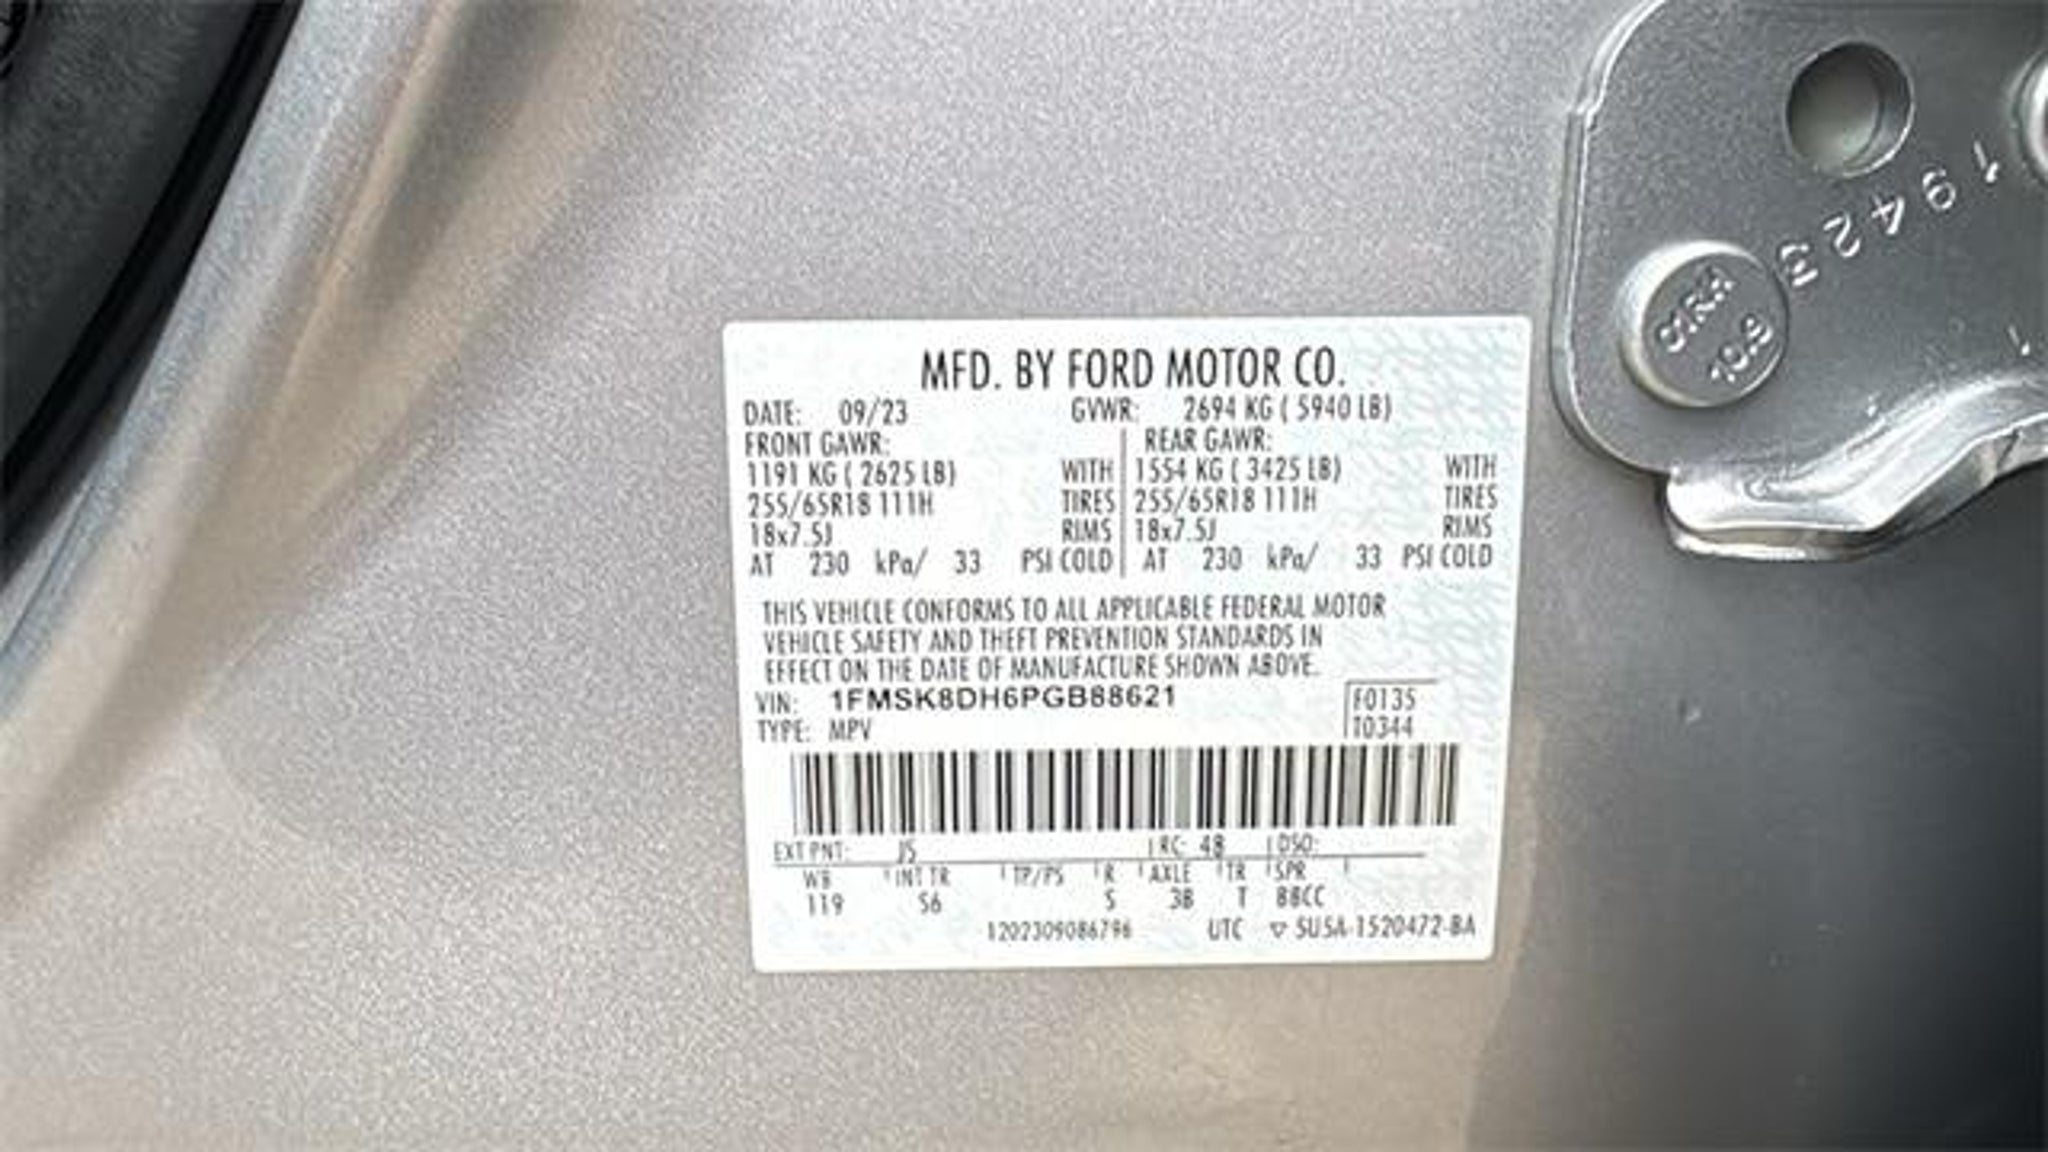 MFD. BY FORD MOTOR CO.
DATE: 09/23 GVWR: 2694 KG ( 5940 LB)
FRONT GAWR: REAR GAWR:
1191 KG ( 2625 LB) WITH 1554 KG ( 3425 LB) WITH
255/65R18 111H TIRES 255/65R18 111H TIRES
18x7.5J RIMS 18x7.5J RIMS
AT 230 kPa/ 33 PSI COLD AT 230 kPa/ 33 PSI COLD
THIS VEHICLE CONFORMS TO ALL APPLICABLE FEDERAL MOTOR
VEHICLE SAFETY AND THEFT PREVENTION STANDARDS IN
EFFECT ON THE DATE OF MANUFACTURE SHOWN ABOVE.
VIN: 1FMSK8DH6PGB88621 F0135
TYPE: MPV T0344
EXT PNT: JS RC: 48 DSO:
WB INT TR TP/PS R AXLE TR SPR
119 S6 S 3B T 88CC
1202309086796 UTC ▽ SU5A-1520472-BA
19423
10.9